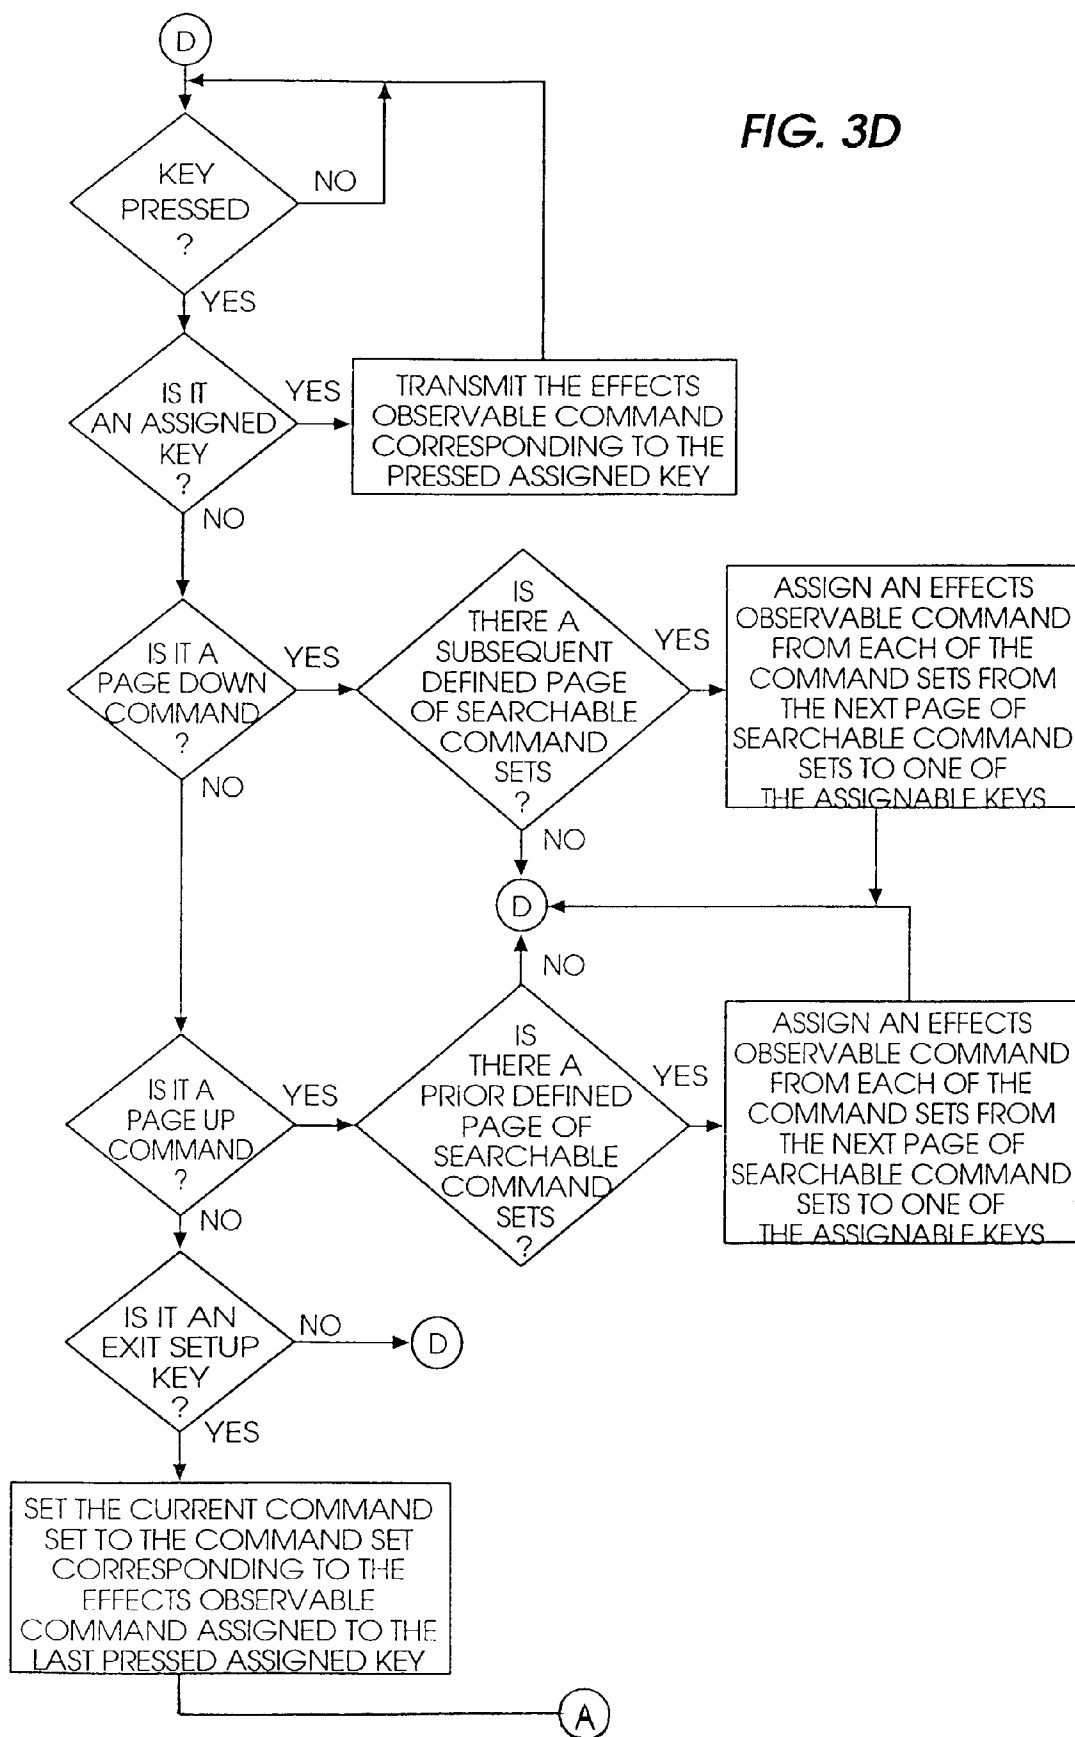 D
FIG. 3D
KEY
PRESSED
?
NO
YES
IS IT
AN ASSIGNED
KEY
?
YES
TRANSMIT THE EFFECTS
OBSERVABLE COMMAND
CORRESPONDING TO THE
PRESSED ASSIGNED KEY
NO
IS IT A
PAGE DOWN
COMMAND
?
YES
IS
THERE A
SUBSEQUENT
DEFINED PAGE
OF SEARCHABLE
COMMAND
SETS
?
YES
ASSIGN AN EFFECTS
OBSERVABLE COMMAND
FROM EACH OF THE
COMMAND SETS FROM
THE NEXT PAGE OF
SEARCHABLE COMMAND
SETS TO ONE OF
THE ASSIGNABLE KEYS
NO
NO
D
NO
IS IT A
PAGE UP
COMMAND
?
YES
IS
THERE A
PRIOR DEFINED
PAGE OF
SEARCHABLE
COMMAND
SETS
?
YES
ASSIGN AN EFFECTS
OBSERVABLE COMMAND
FROM EACH OF THE
COMMAND SETS FROM
THE NEXT PAGE OF
SEARCHABLE COMMAND
SETS TO ONE OF
THE ASSIGNABLE KEYS
NO
IS IT AN
EXIT SETUP
KEY
?
NO
D
YES
SET THE CURRENT COMMAND
SET TO THE COMMAND SET
CORRESPONDING TO THE
EFFECTS OBSERVABLE
COMMAND ASSIGNED TO THE
LAST PRESSED ASSIGNED KEY
A